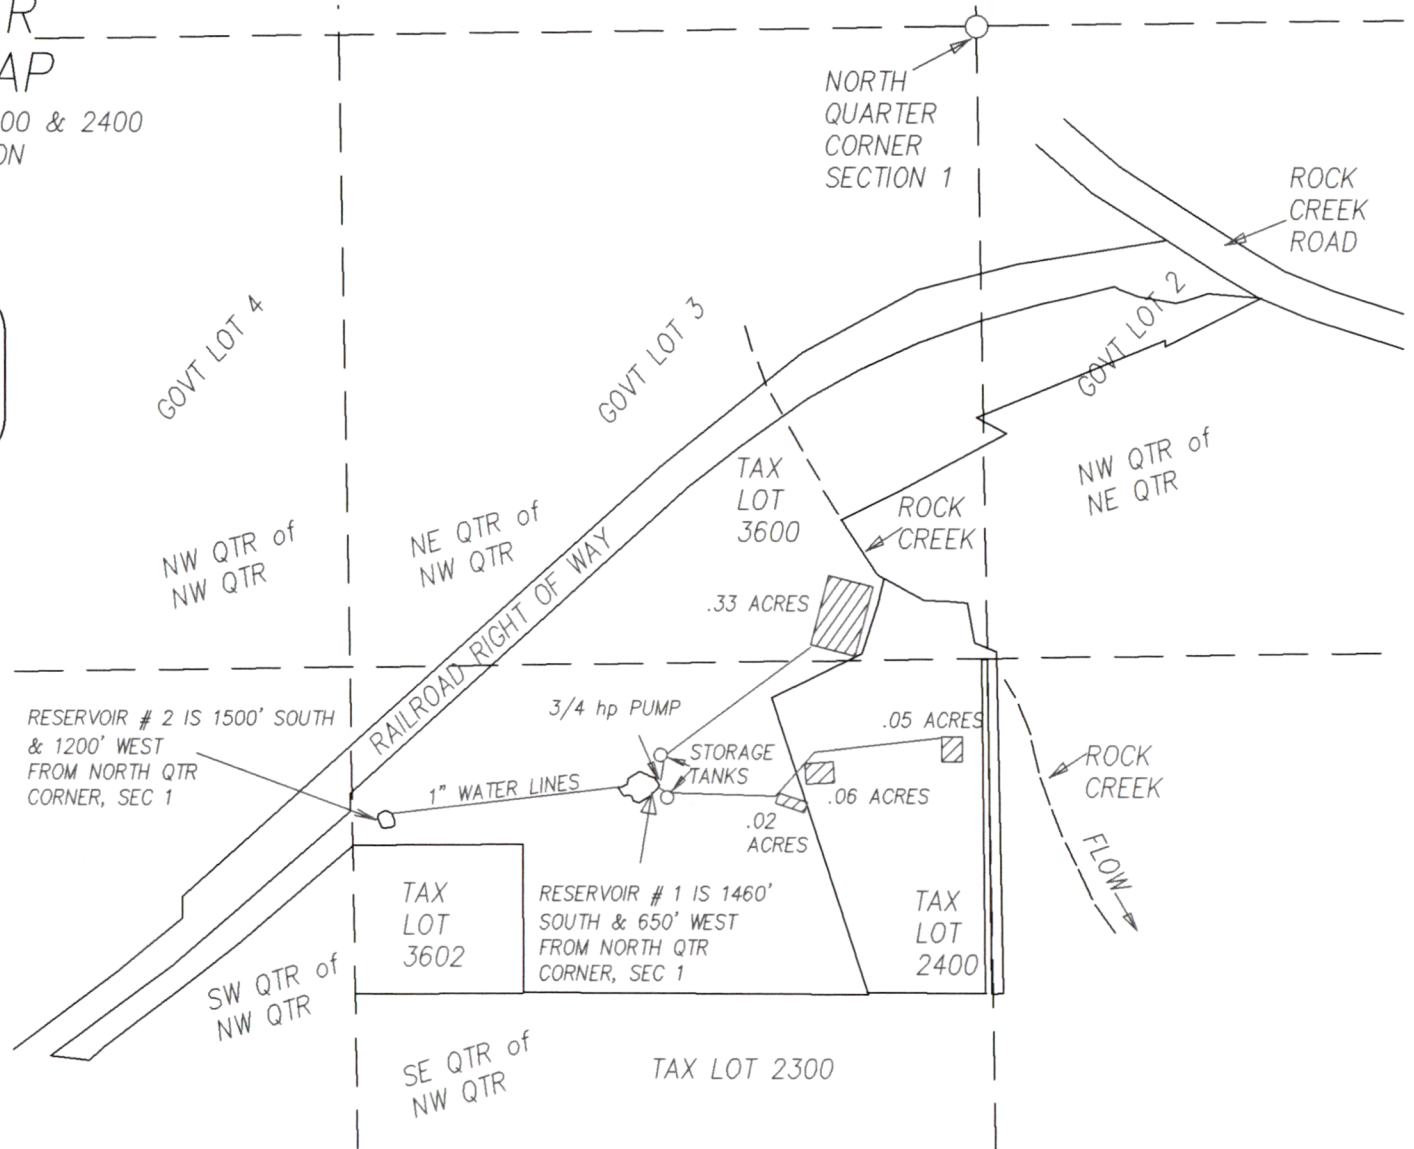 R
AP
00 & 2400
ON
NORTH
QUARTER
CORNER
SECTION 1
ROCK
CREEK
ROAD
GOVT LOT 4
GOVT LOT 3
GOVT LOT 2
TAX
LOT
3600
ROCK
CREEK
NW QTR of
NE QTR
NW QTR of
NW QTR
NE QTR of
NW QTR
RAILROAD RIGHT OF WAY
.33 ACRES
RESERVOIR # 2 IS 1500' SOUTH
& 1200' WEST
FROM NORTH QTR
CORNER, SEC 1
3/4 hp PUMP
STORAGE
TANKS
1" WATER LINES
.05 ACRES
.06 ACRES
.02
ACRES
ROCK
CREEK
FLOW
TAX
LOT
3602
RESERVOIR # 1 IS 1460'
SOUTH & 650' WEST
FROM NORTH QTR
CORNER, SEC 1
TAX
LOT
2400
SW QTR of
NW QTR
SE QTR of
NW QTR
TAX LOT 2300